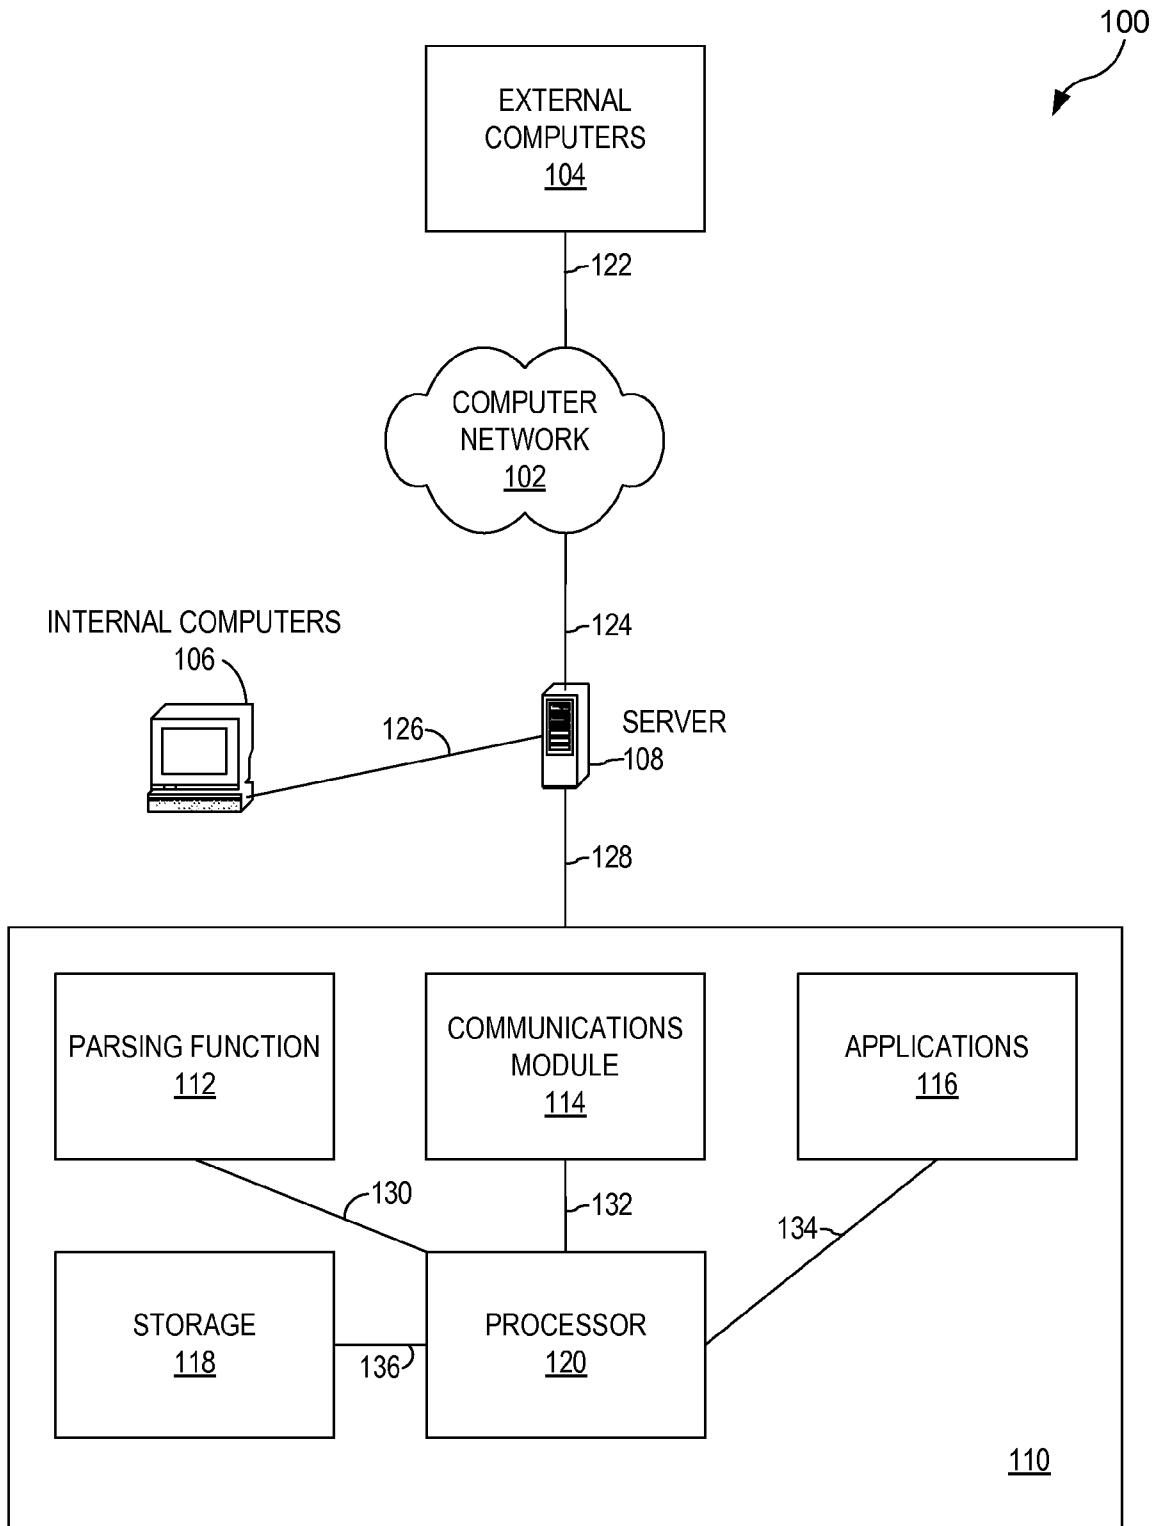 100
EXTERNAL
COMPUTERS
104
122
COMPUTER
NETWORK
102
124
INTERNAL COMPUTERS
106
126
SERVER
108
128
PARSING FUNCTION
112
COMMUNICATIONS
MODULE
114
APPLICATIONS
116
130
132
134
STORAGE
118
136
PROCESSOR
120
110